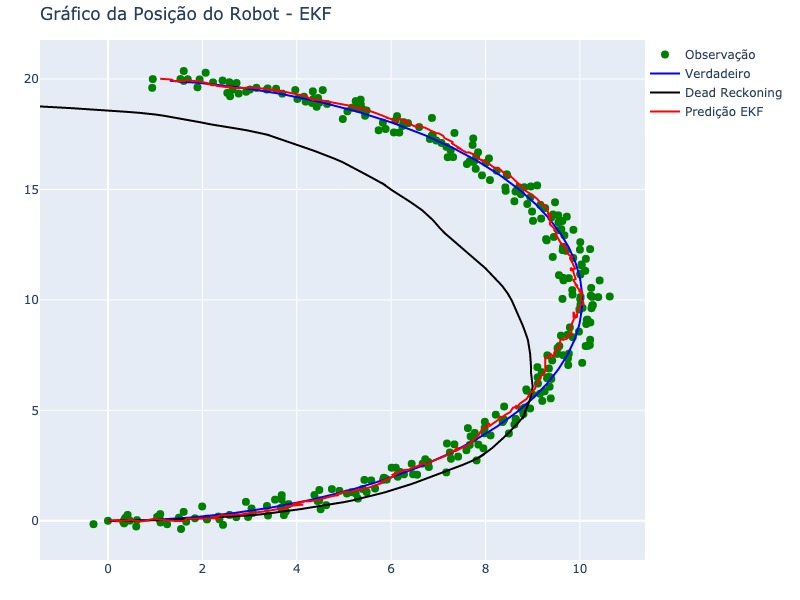 Gráfico da Posição do Robot - EKF
Observação
Verdadeiro
Dead Reckoning
Predição EKF
20
15
10
5
0
0 2 4 6 8 10